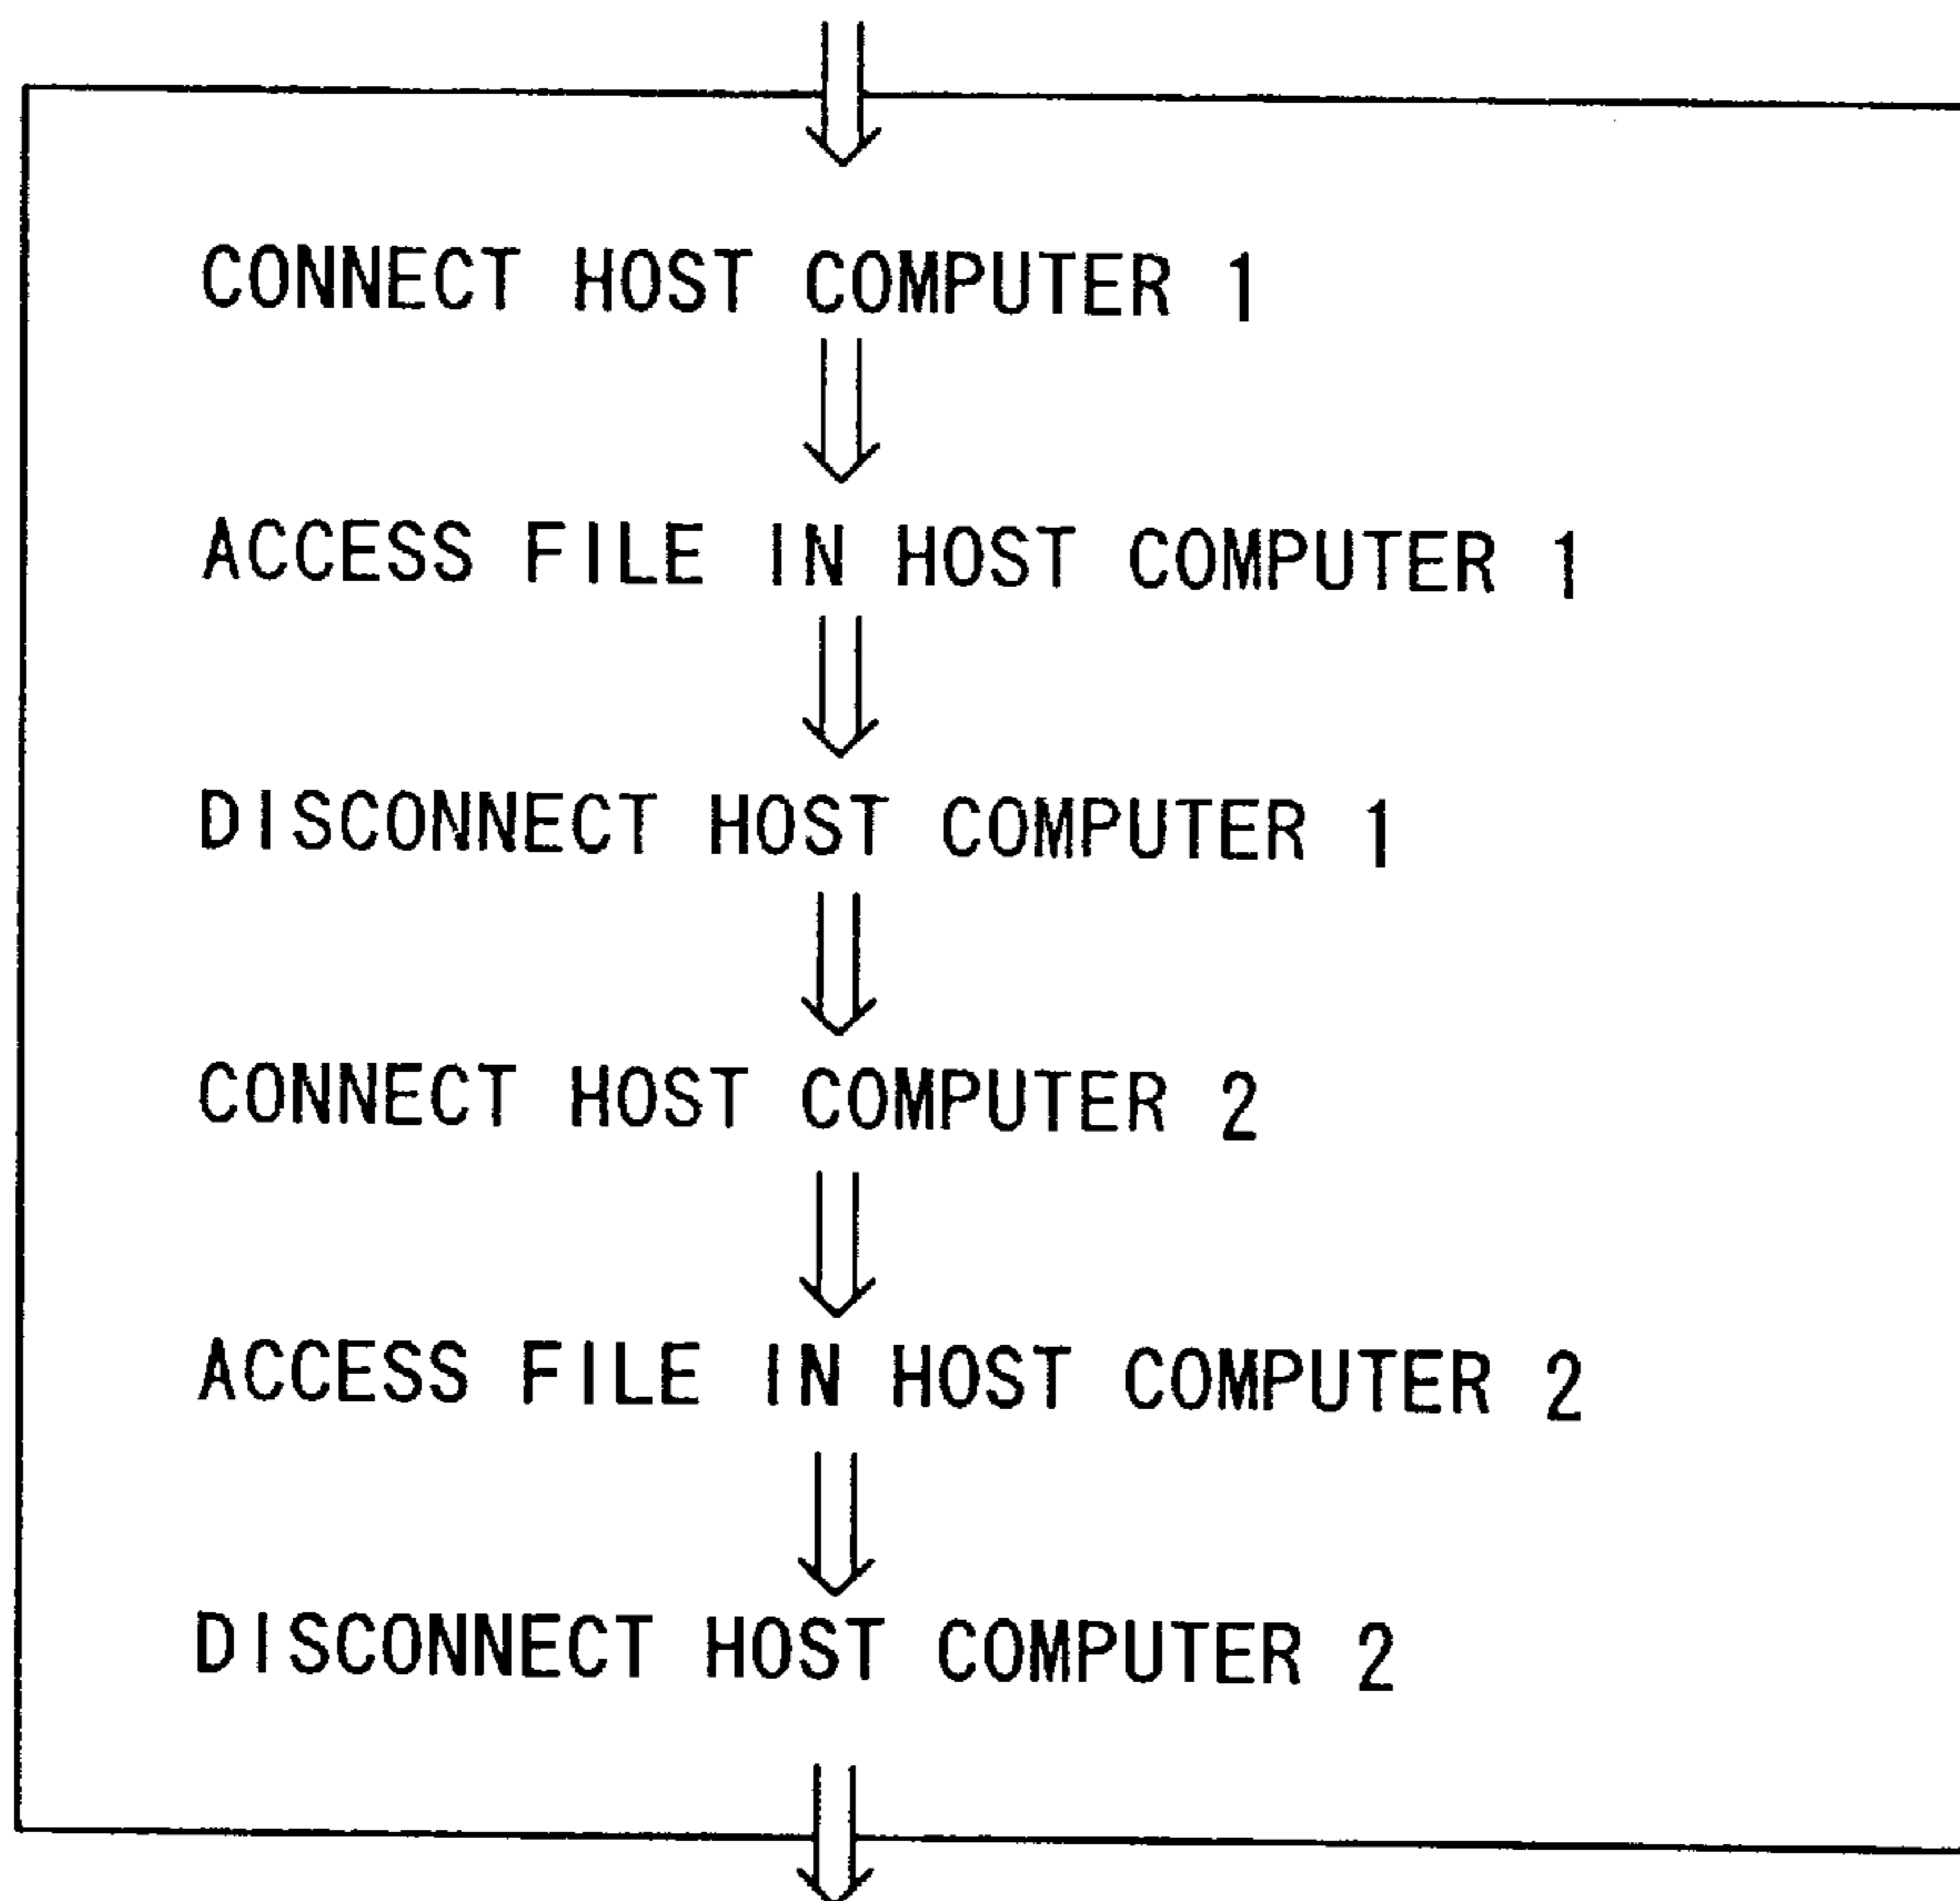 CONNECT HOST COMPUTER 1
ACCESS FILE IN HOST COMPUTER 1
DISCONNECT HOST COMPUTER 1
CONNECT HOST COMPUTER 2
ACCESS FILE IN HOST COMPUTER 2
DISCONNECT HOST COMPUTER 2